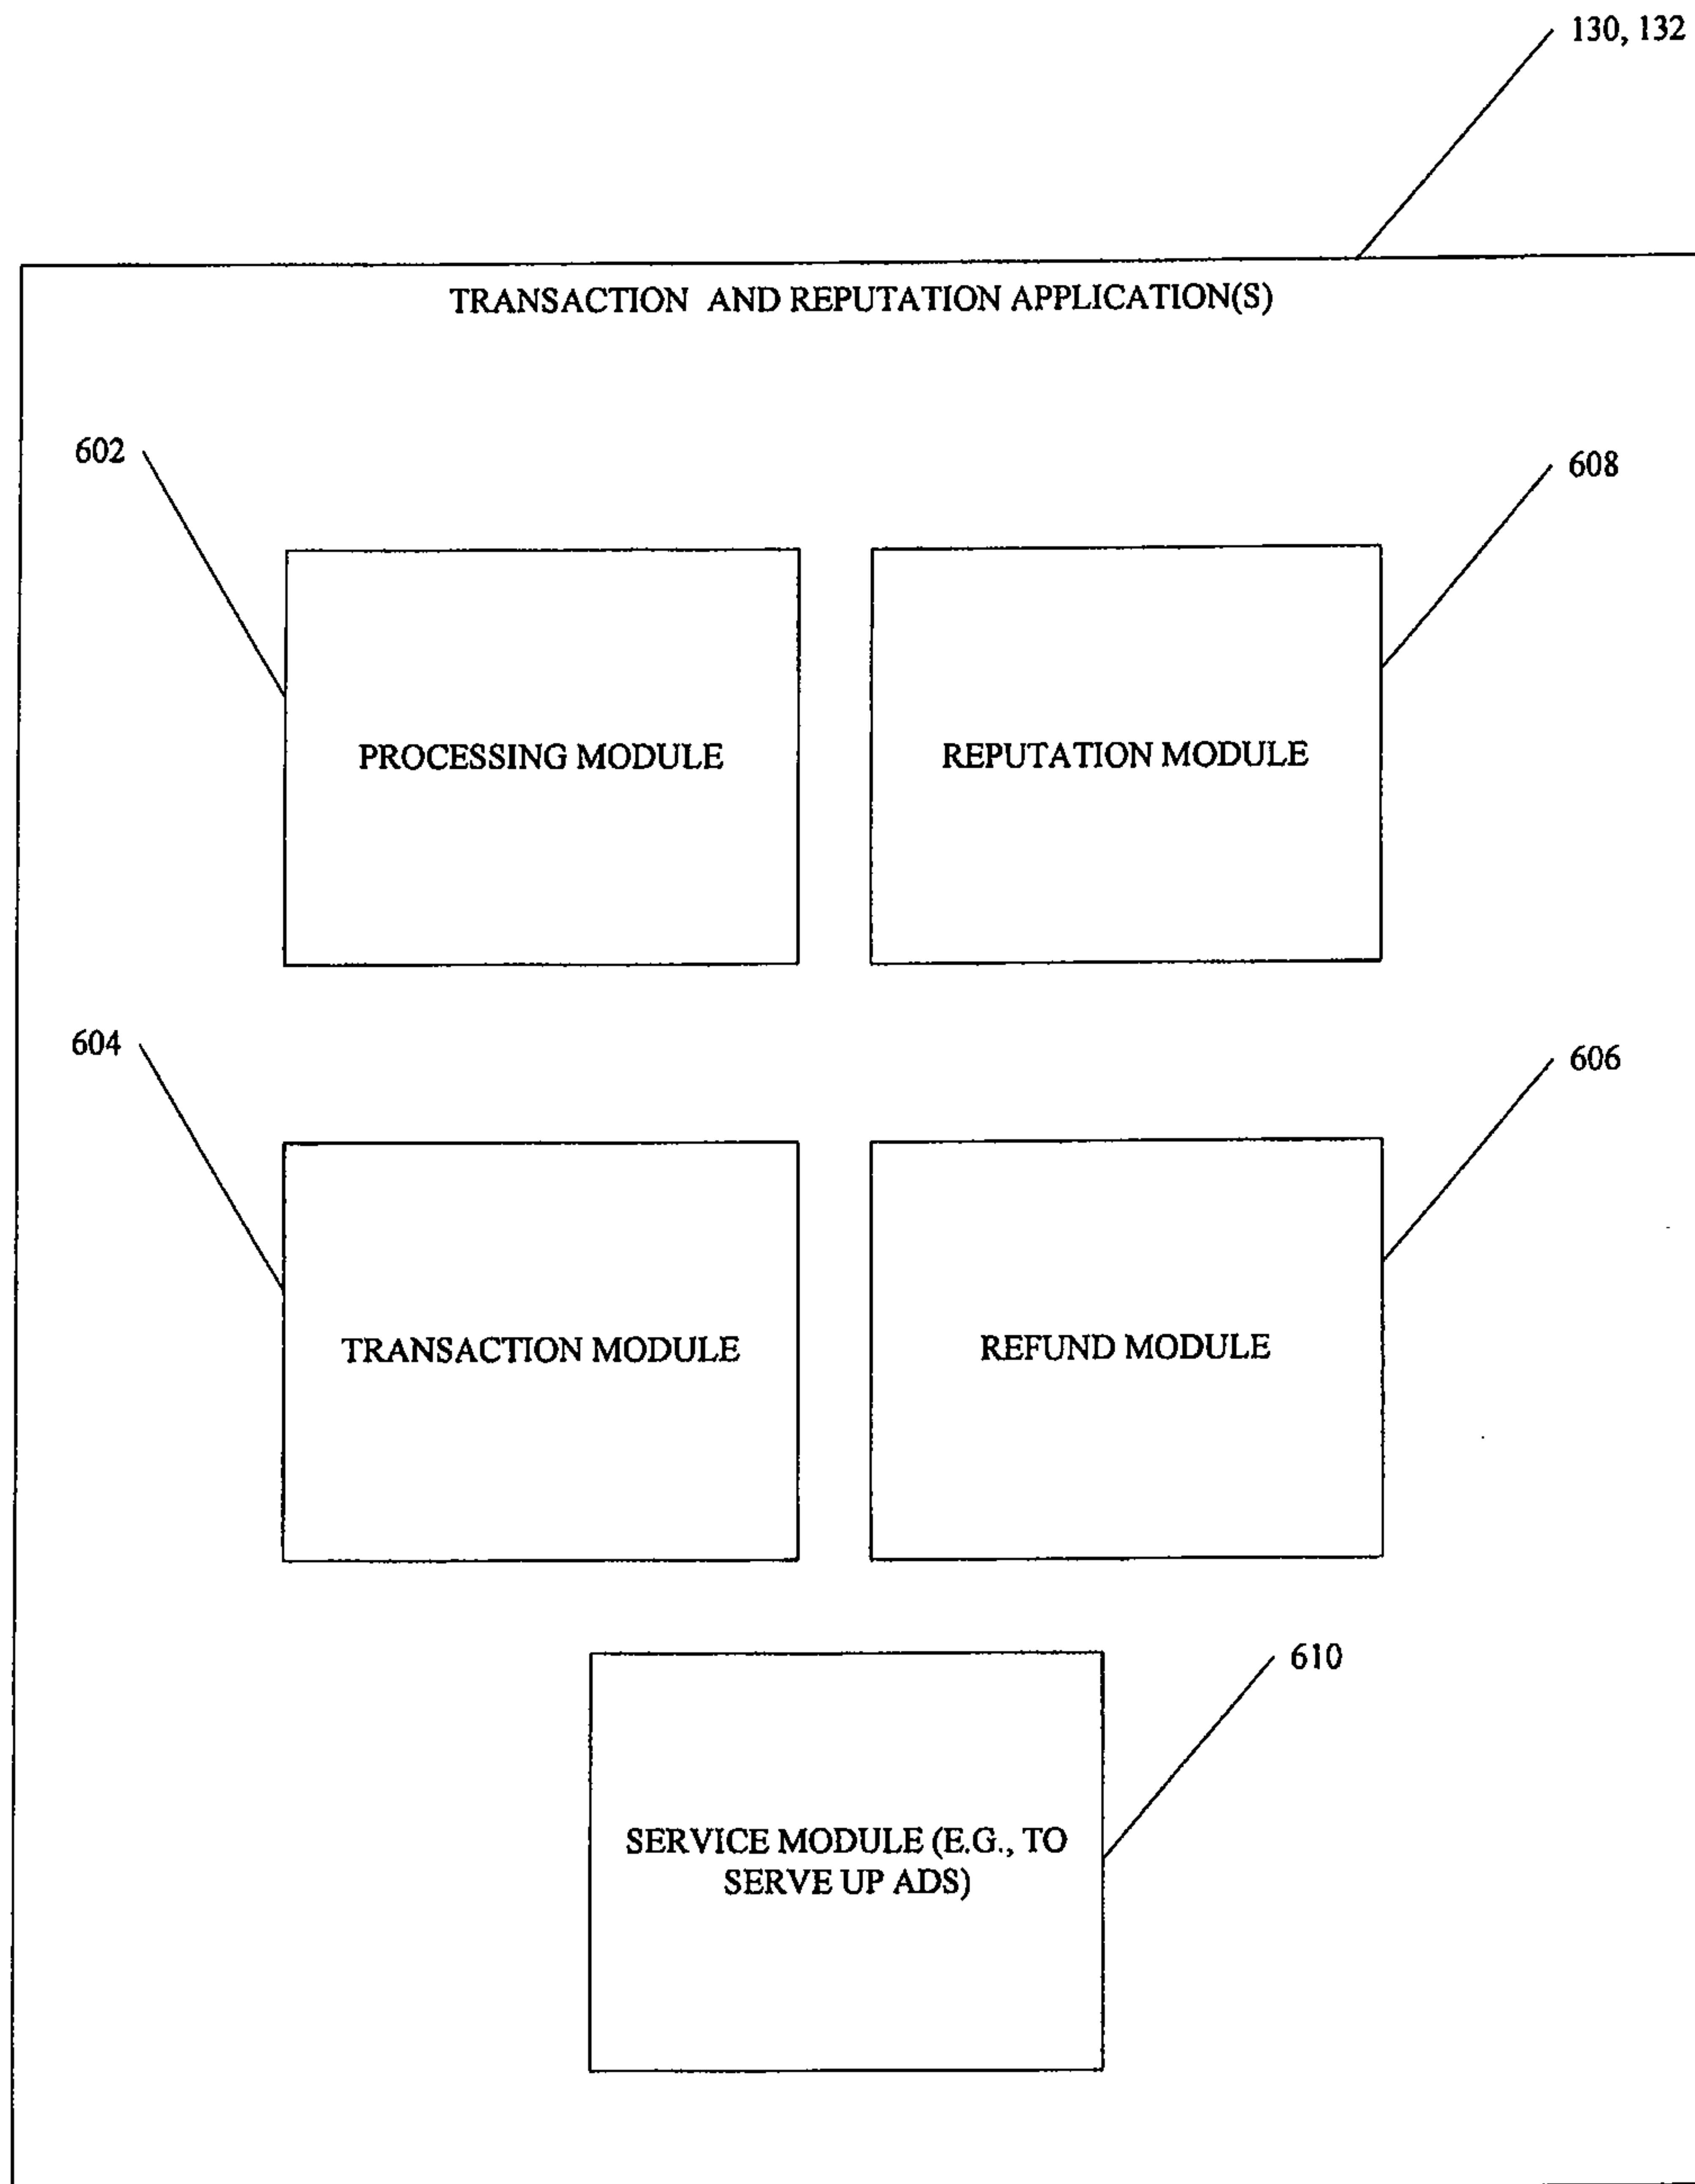 130, 132
TRANSACTION AND REPUTATION APPLICATION(S)
602
608
PROCESSING MODULE
REPUTATION MODULE
604
606
TRANSACTION MODULE
REFUND MODULE
610
SERVICE MODULE (E.G., TO
SERVE UP ADS)